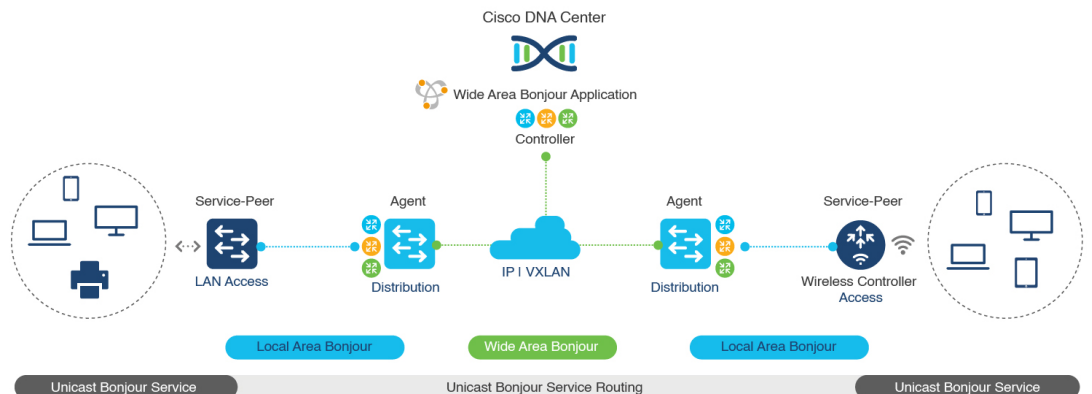 Cisco DNA Center
Wide Area Bonjour Application
Controller
Service-Peer
Agent
Agent
Service-Peer
LAN Access
Distribution
IP I VXLAN
Distribution
Wireless Controller
Access
Local Area Bonjour
Wide Area Bonjour
Local Area Bonjour
Unicast Bonjour Service
Unicast Bonjour Service Routing
Unicast Bonjour Service